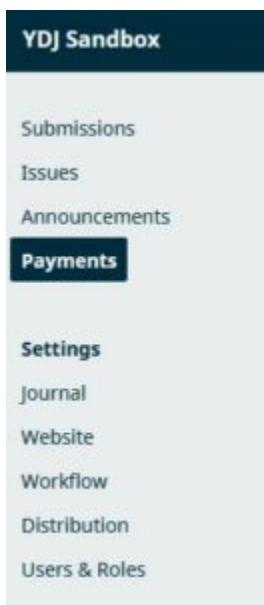 YDJ Sandbox
Submissions
Issues
Announcements
Payments
Settings
Journal
Website
Workflow
Distribution
Users & Roles